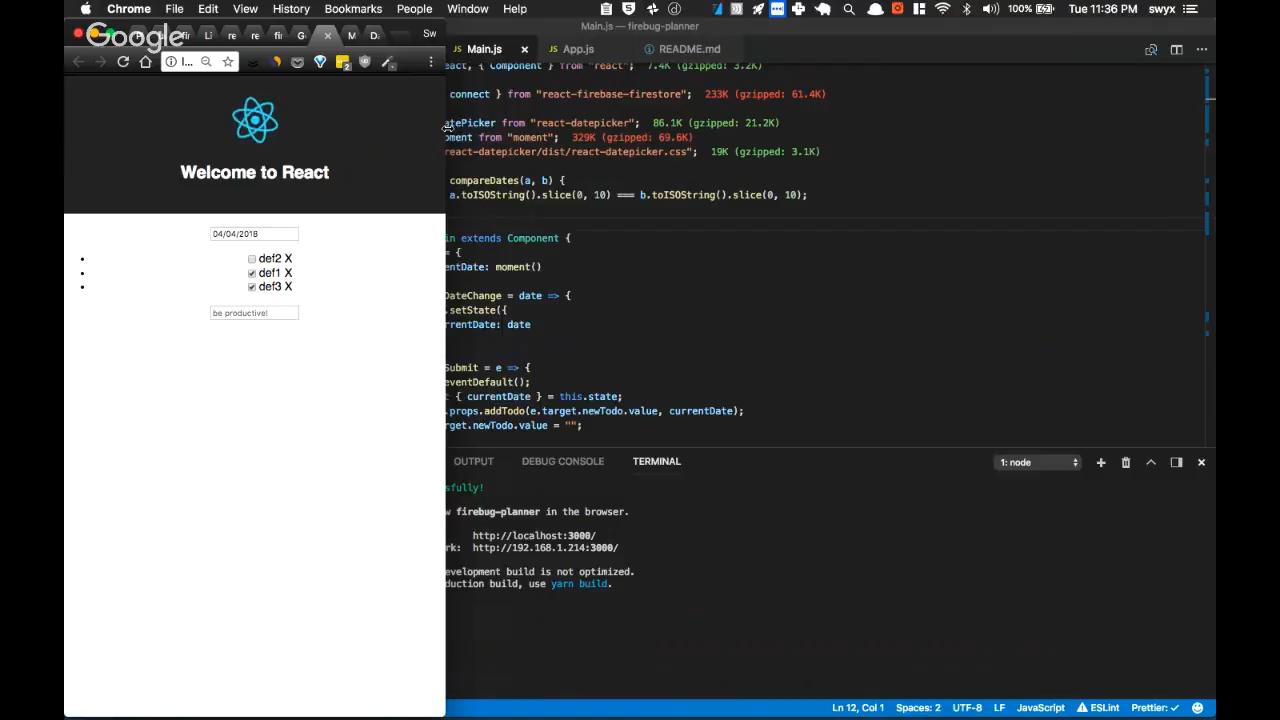 Chrome File Edit View History Bookmarks People Window Help 100% Tue 11:36 PM swyx
Google
Sw
Main.js — firebug-planner
Main.js App.js README.md
eact, { Component } from "react"; 7.4K (gzipped: 3.2K)
connect } from "react-firebase-firestore"; 233K (gzipped: 61.4K)
atePicker from "react-datepicker"; 86.1K (gzipped: 21.2K)
oment from "moment"; 329K (gzipped: 69.6K)
react-datepicker/dist/react-datepicker.css"; 19K (gzipped: 3.1K)
compareDates(a, b) {
a.toISOString().slice(0, 10) === b.toISOString().slice(0, 10);
in extends Component {
= {
entDate: moment()
DateChange = date => {
.setState({
rrentDate: date
Submit = e => {
eventDefault();
t { currentDate } = this.state;
.props.addTodo(e.target.newTodo.value, currentDate);
rget.newTodo.value = "";
Welcome to React
04/04/2018
def2 X
def1 X
def3 X
be productive!
OUTPUT DEBUG CONSOLE TERMINAL 1: node
sfully!
w firebug-planner in the browser.
http://localhost:3000/
rk: http://192.168.1.214:3000/
evelopment build is not optimized.
duction build, use yarn build.
Ln 12, Col 1 Spaces: 2 UTF-8 LF JavaScript ESLint Prettier: ✓